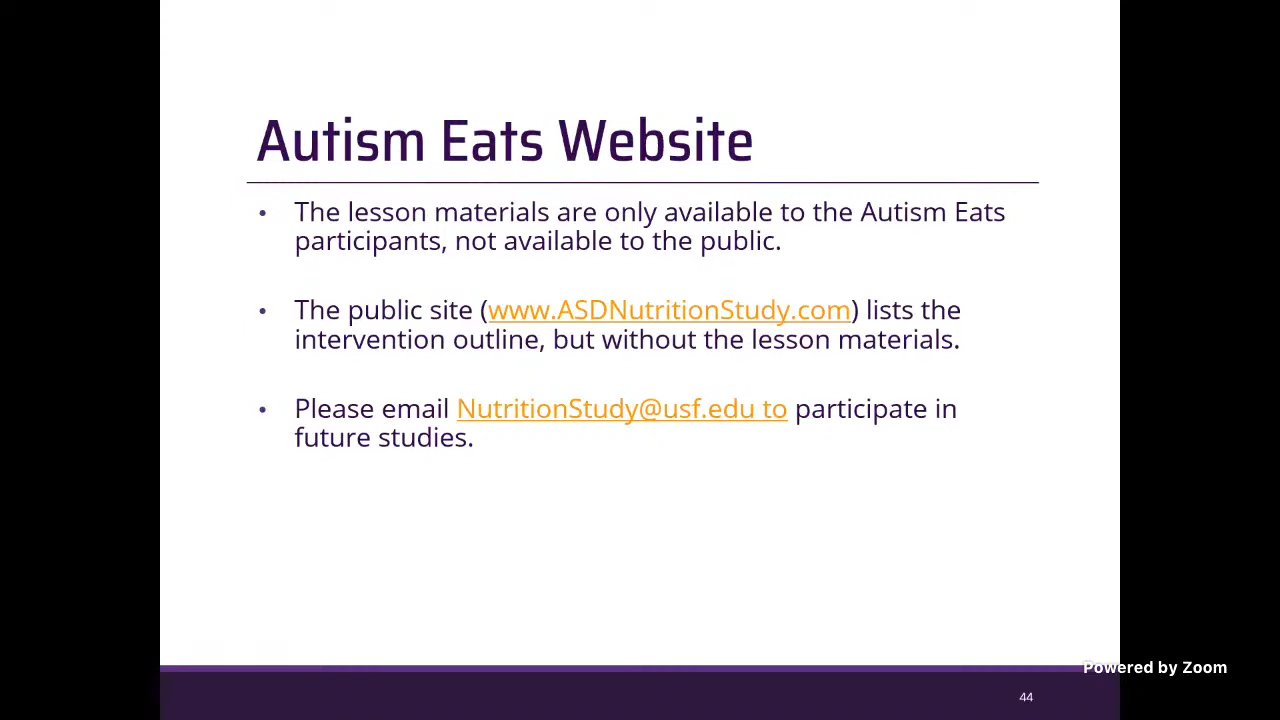 Autism Eats Website
• The lesson materials are only available to the Autism Eats
participants, not available to the public.
• The public site (www.ASDNutritionStudy.com) lists the
intervention outline, but without the lesson materials.
• Please email NutritionStudy@usf.edu to participate in
future studies.
Powered by Zoom
44